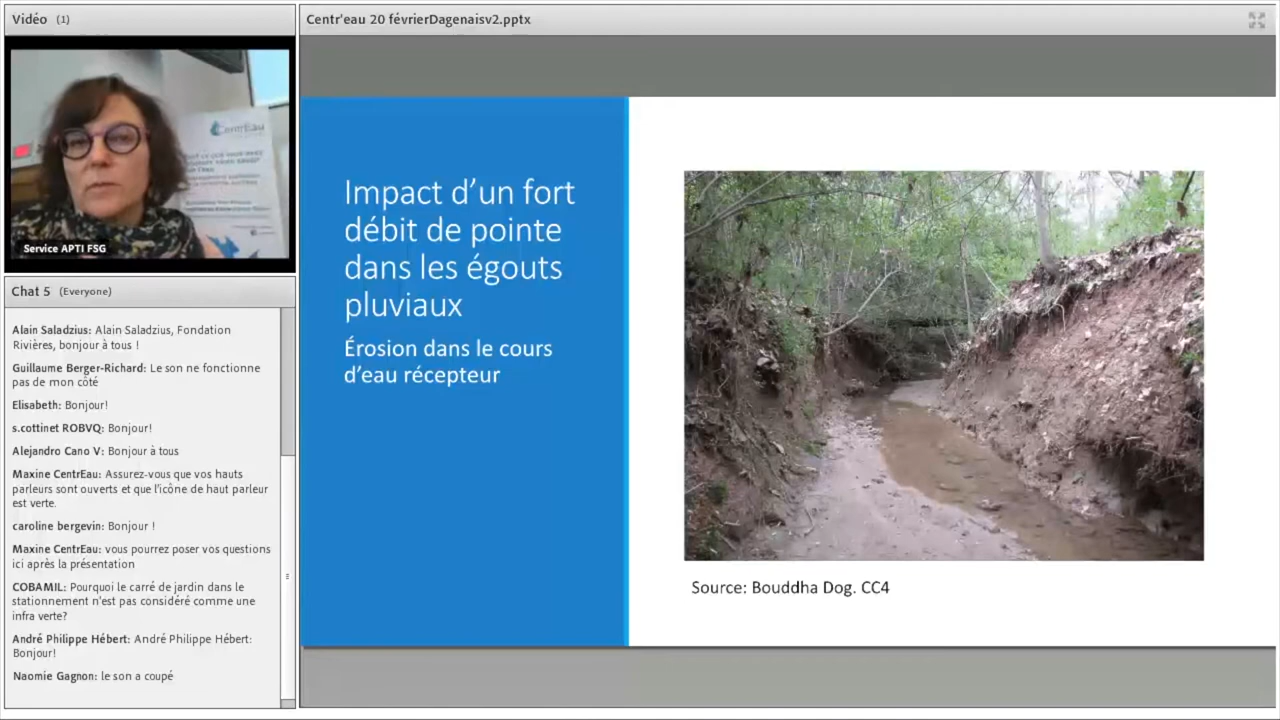 Vidéo (1)
Centr'eau 20 févrierDagenaisv2.pptx
CentrEau
Service APTI FSG
Chat 5 (Everyone)
Alain Saladzius: Alain Saladzius, Fondation
Rivières, bonjour à tous !
Guillaume Berger-Richard: Le son ne fonctionne
pas de mon côté
Elisabeth: Bonjour!
s.cottinet ROBVQ: Bonjour!
Alejandro Cano V: Bonjour à tous
Maxine CentrEau: Assurez-vous que vos hauts
parleurs sont ouverts et que l'icône de haut parleur
est verte.
caroline bergevin: Bonjour !
Maxine CentrEau: vous pourrez poser vos questions
ici après la présentation
COBAMIL: Pourquoi le carré de jardin dans le
stationnement n'est pas considéré comme une
infra verte?
André Philippe Hébert: André Philippe Hébert:
Bonjour!
Naomie Gagnon: le son a coupé
Impact d’un fort
débit de pointe
dans les égouts
pluviaux
Érosion dans le cours
d’eau récepteur
Source: Bouddha Dog. CC4